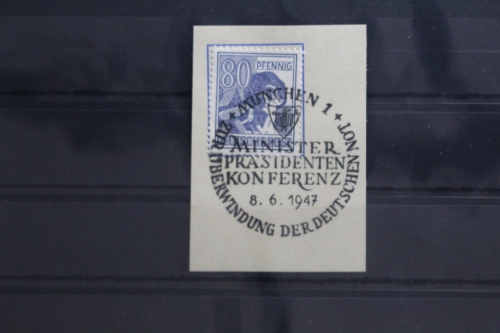 80 PFENNIG
* MÜNCHEN 1 *
MINISTER
PRÄSIDENTEN
KONFERENZ
8. 6. 1947
ZUR ÜBERWINDUNG DER DEUTSCHEN NOT